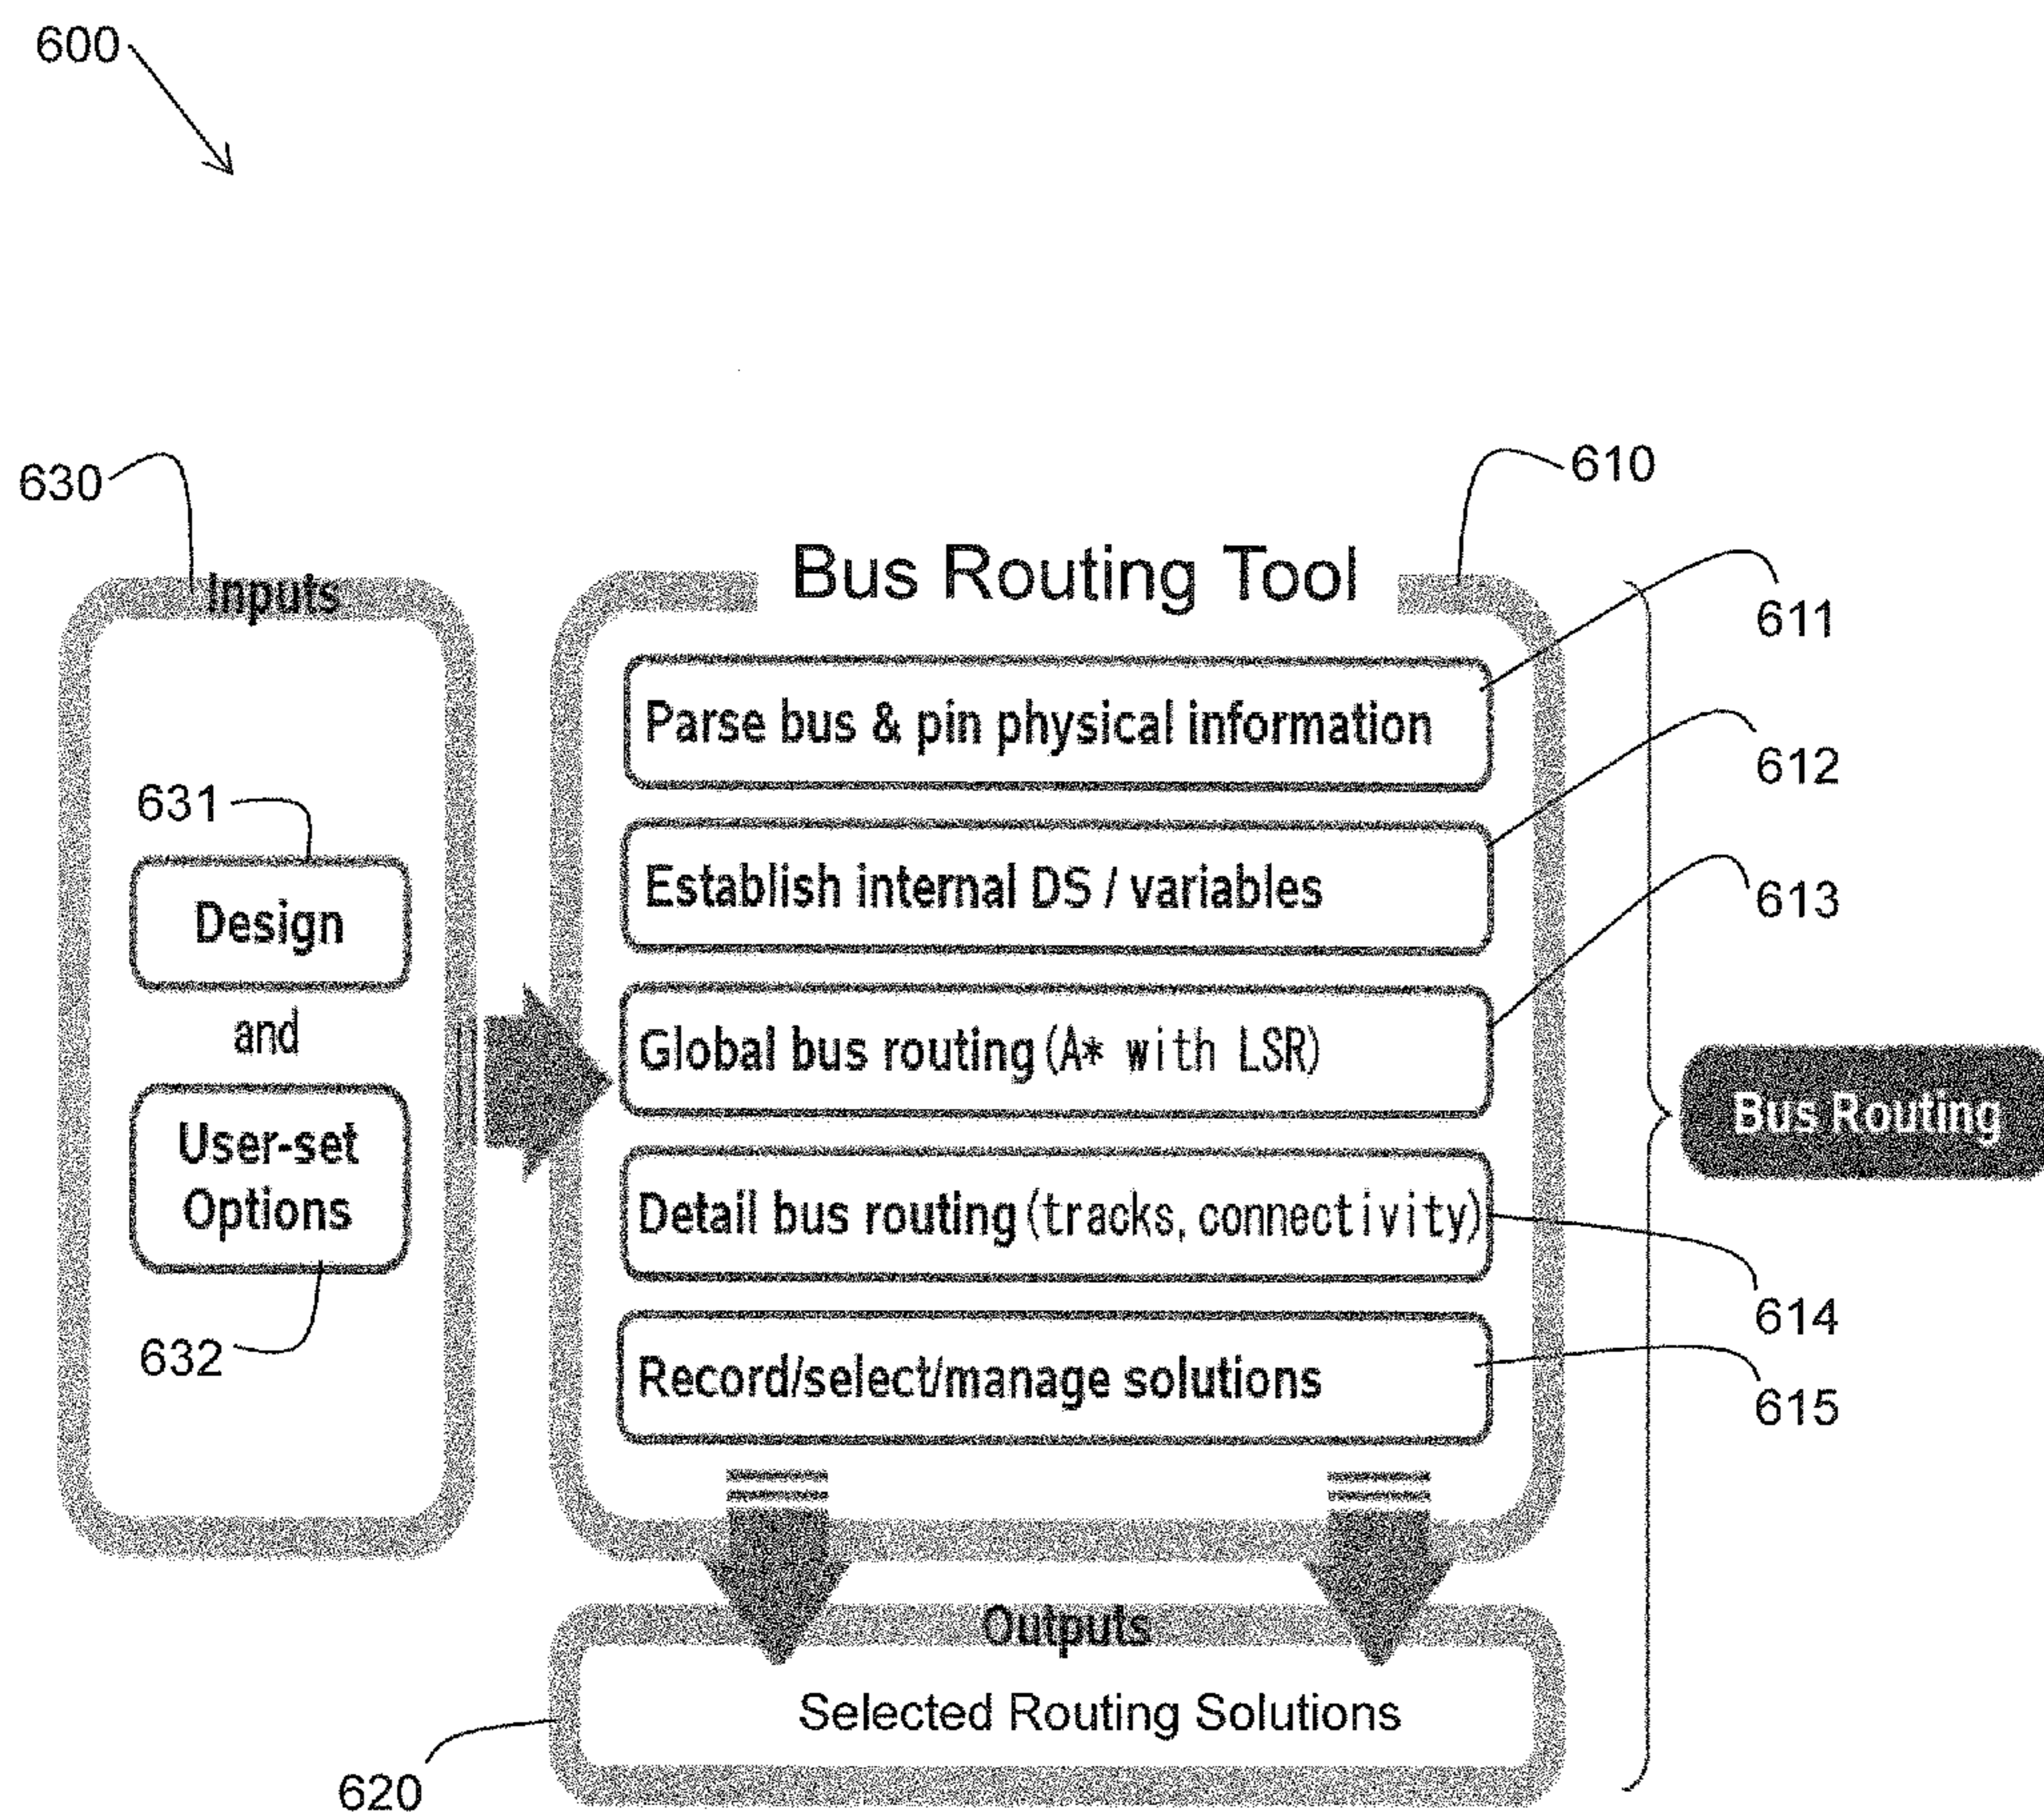 600
630
610
Inputs
Bus Routing Tool
611
Parse bus & pin physical information
612
631
Establish internal DS / variables
613
Design
and
Global bus routing (A* with LSR)
User-set
Options
Bus Routing
Detail bus routing (tracks, connectivity)
614
632
Record/select/manage solutions
615
Outputs
Selected Routing Solutions
620